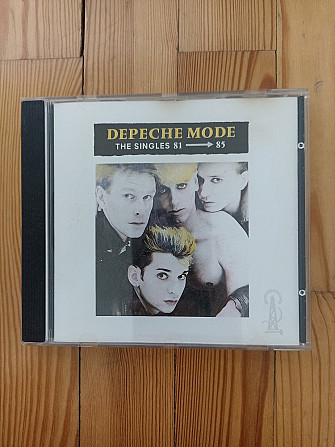 DEPECHE MODE
THE SINGLES 81 → 85